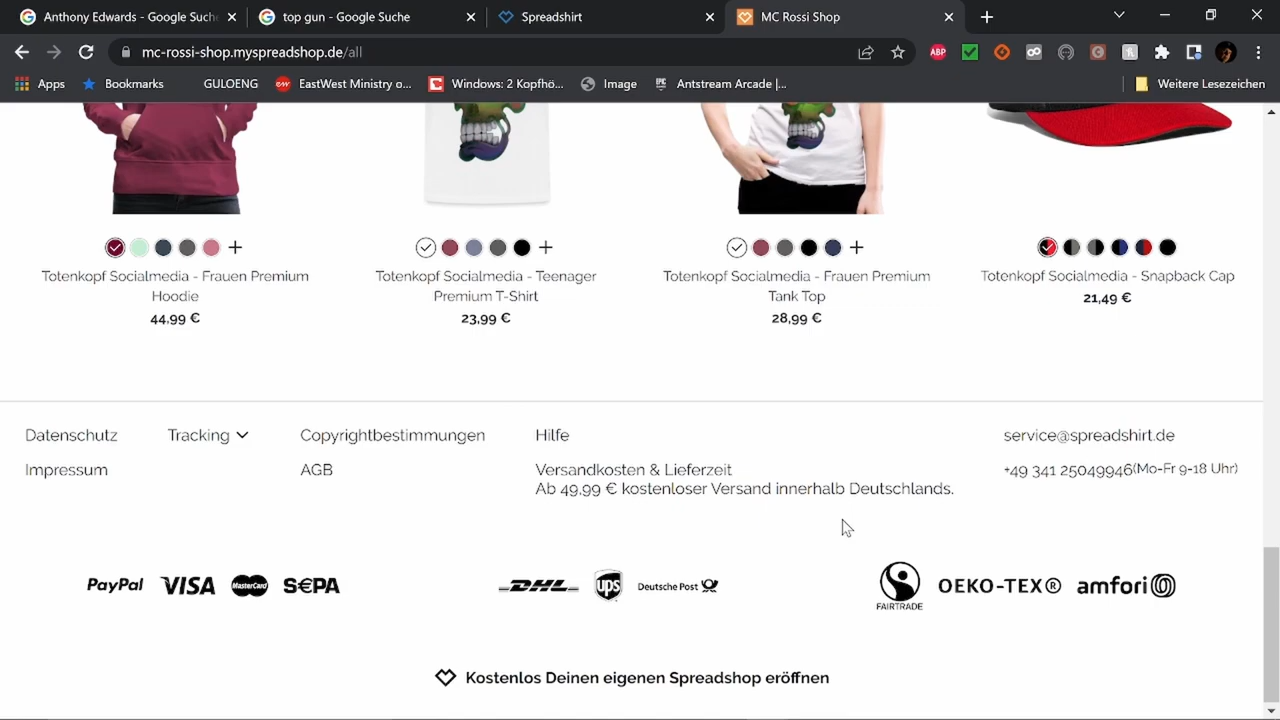 Anthony Edwards - Google Suche
top gun - Google Suche
Spreadshirt
MC Rossi Shop
mc-rossi-shop.myspreadshop.de/all
ABP
Apps
Bookmarks
GULOENG
EastWest Ministry o...
Windows: 2 Kopfho...
Image
Antstream Arcade |...
Weitere Lesezeichen
Totenkopf Socialmedia - Frauen Premium
Hoodie
44,99 €
Totenkopf Socialmedia - Teenager
Premium T-Shirt
23,99 €
Totenkopf Socialmedia - Frauen Premium
Tank Top
28,99 €
Totenkopf Socialmedia - Snapback Cap
21,49 €
Datenschutz
Tracking
Copyrightbestimmungen
Hilfe
service@spreadshirt.de
Impressum
AGB
Versandkosten & Lieferzeit
Ab 49,99 € kostenloser Versand innerhalb Deutschlands.
+49 341 25049946(Mo-Fr 9-18 Uhr)
PayPal
VISA
MasterCard
S€PA
DHL
ups
Deutsche Post
FAIRTRADE
OEKO-TEX®
amfori
Kostenlos Deinen eigenen Spreadshop eröffnen